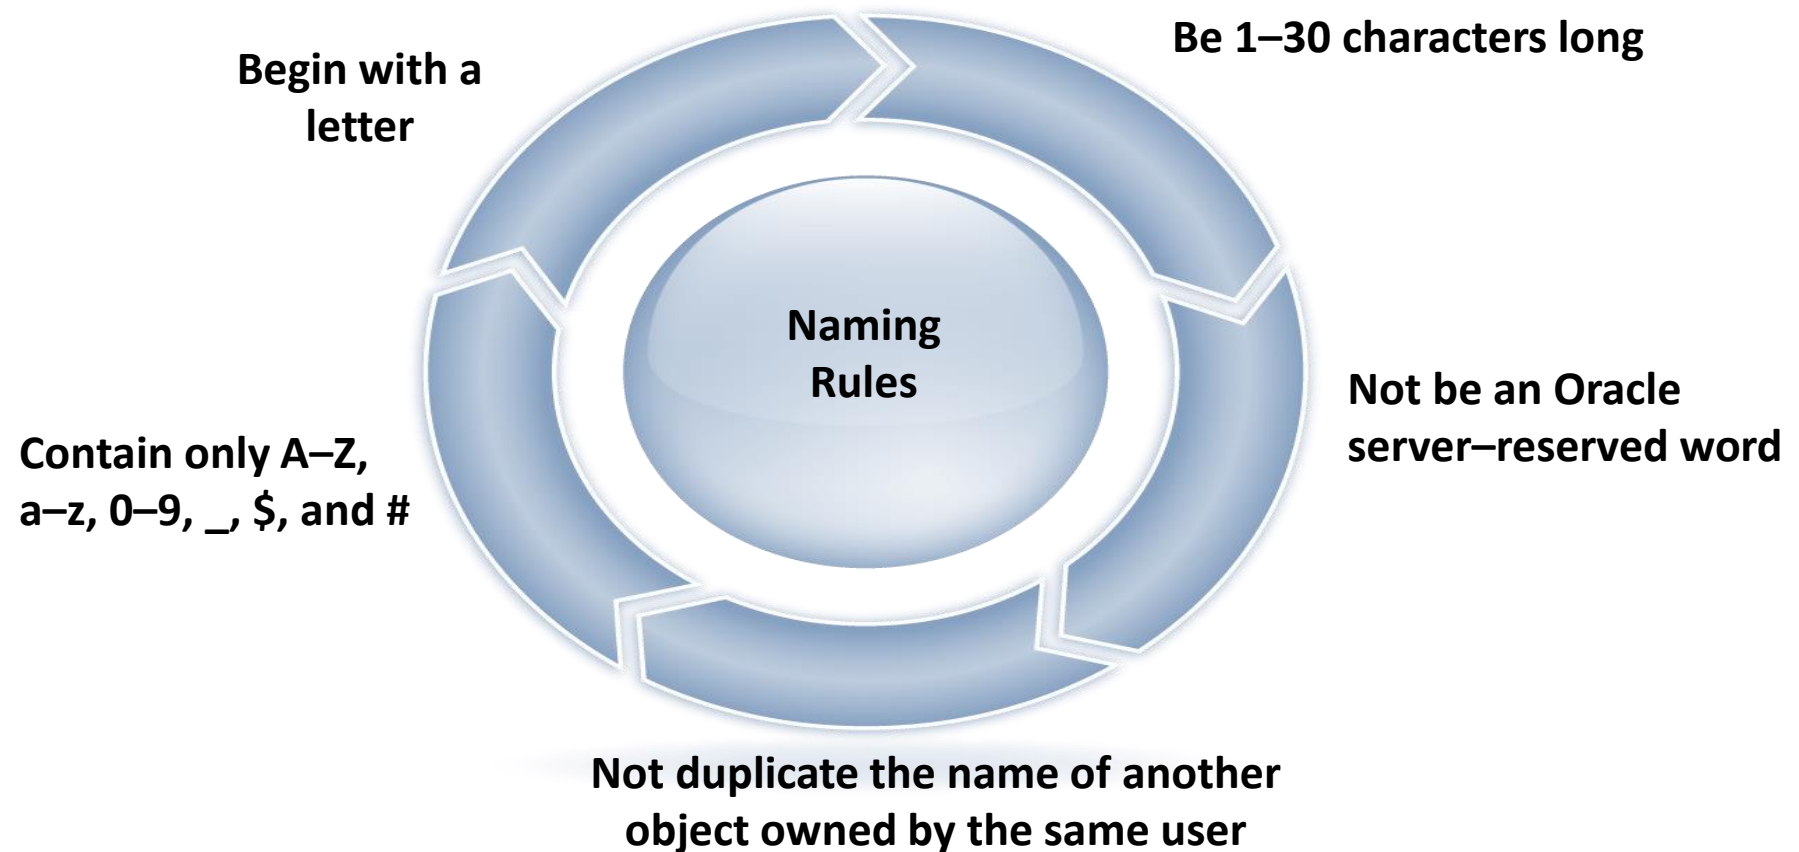 Be 1–30 characters long
Begin with a
letter
Naming
Rules
Not be an Oracle
server–reserved word
Contain only A–Z,
a–z, 0–9, _, $, and #
Not duplicate the name of another
object owned by the same user